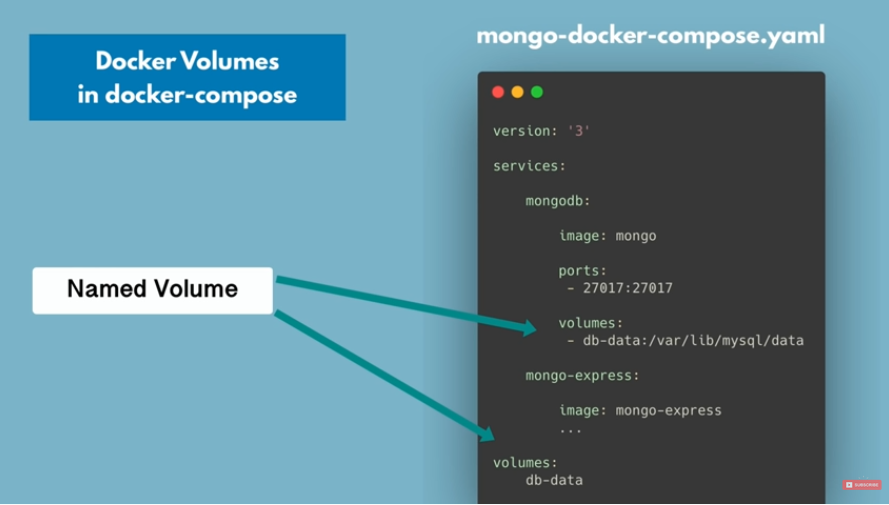 Docker Volumes
in docker-compose
mongo-docker-compose.yaml
version: '3'
services:
mongodb:
image: mongo
ports:
- 27017:27017
Named Volume
volumes:
- db-data:/var/lib/mysql/data
mongo-express:
image: mongo-express
...
volumes:
db-data
SUBSCRIBE